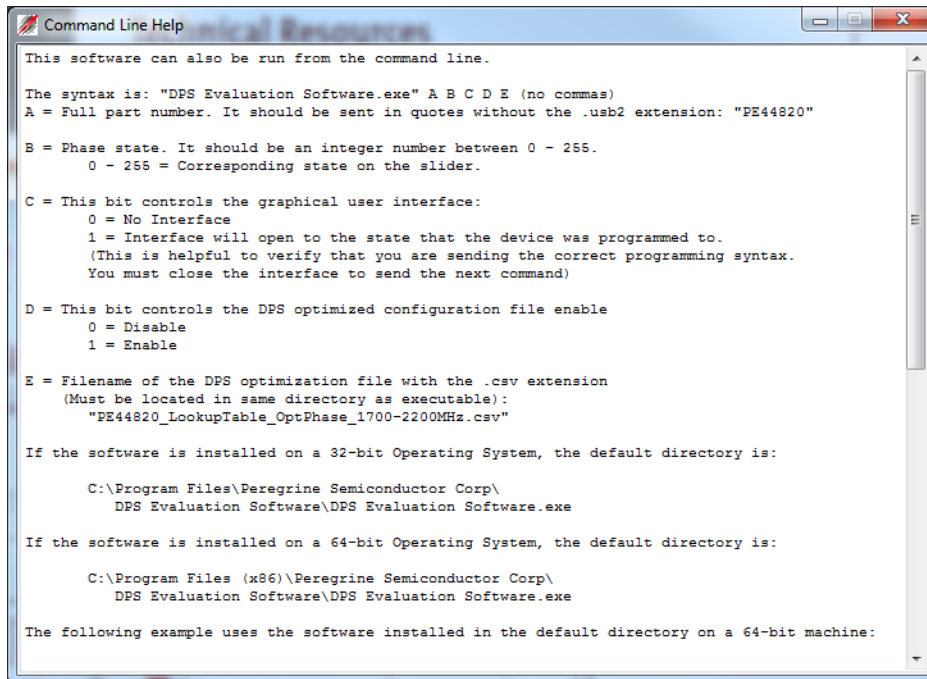 Command Line Help
Technical Resources
This software can also be run from the command line.
The syntax is: "DPS Evaluation Software.exe" A B C D E (no commas)
A = Full part number. It should be sent in quotes without the .usb2 extension: "PE44820"
B = Phase state. It should be an integer number between 0 - 255.
0 - 255 = Corresponding state on the slider.
C = This bit controls the graphical user interface:
0 = No Interface
1 = Interface will open to the state that the device was programmed to.
(This is helpful to verify that you are sending the correct programming syntax.
You must close the interface to send the next command)
D = This bit controls the DPS optimized configuration file enable
0 = Disable
1 = Enable
E = Filename of the DPS optimization file with the .csv extension
(Must be located in same directory as executable):
"PE44820_LookupTable_OptPhase_1700-2200MHz.csv"
If the software is installed on a 32-bit Operating System, the default directory is:
C:\Program Files\Peregrine Semiconductor Corp\
DPS Evaluation Software\DPS Evaluation Software.exe
If the software is installed on a 64-bit Operating System, the default directory is:
C:\Program Files (x86)\Peregrine Semiconductor Corp\
DPS Evaluation Software\DPS Evaluation Software.exe
The following example uses the software installed in the default directory on a 64-bit machine: